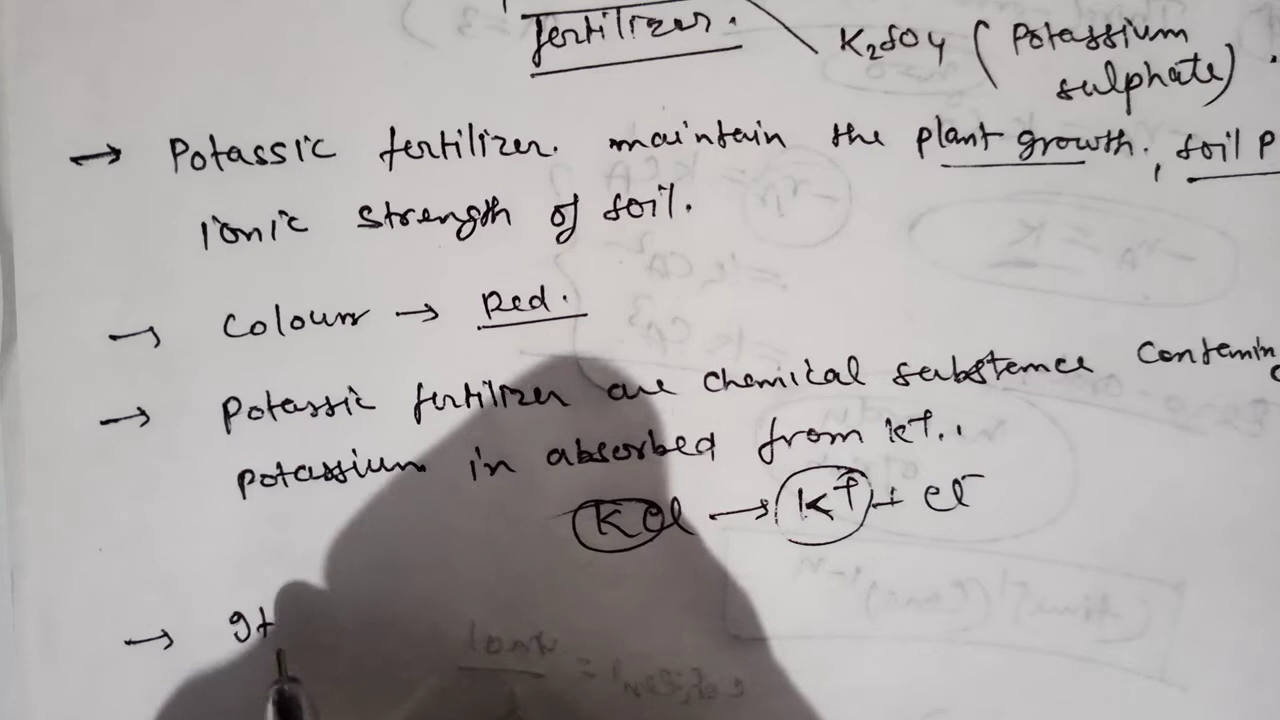 fertilizer.
K₂SO₄ (Potassium
sulphate).
→ Potassic fertilizer. maintain the plant growth., soil P
ionic strength of soil.
→ Colour → Red.
→ Potassic fertilizer are chemical substance contaning
potassium in absorbed from K⁺..
KCl → K⁺ + Cl⁻
→ It